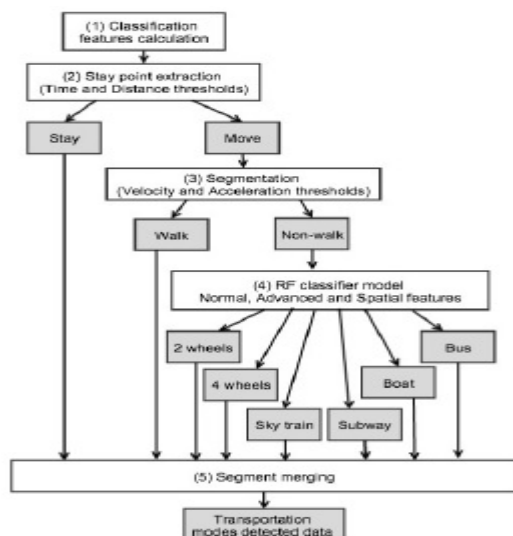 (1) Classification
features calculation
(2) Stay point extraction
(Time and Distance thresholds)
Stay
Move
(3) Segmentation
(Velocity and Acceleration thresholds)
Walk
Non-walk
(4) RF classifier model
Normal, Advanced and Spatial features
2 wheels
Bus
4 wheels
Boat
Sky train
Subway
(5) Segment merging
Transportation
modes detected data